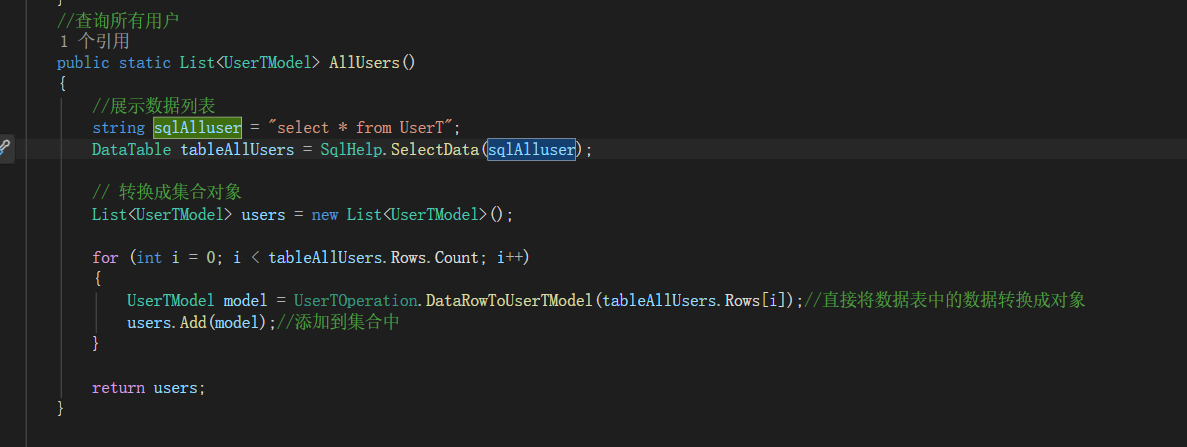 }
//查询所有用户
1 个引用
public static List<UserTModel> AllUsers()
{
//展示数据列表
string sqlAlluser = "select * from UserT";
DataTable tableAllUsers = SqlHelp.SelectData(sqlAlluser);
// 转换成集合对象
List<UserTModel> users = new List<UserTModel>();
for (int i = 0; i < tableAllUsers.Rows.Count; i++)
{
UserTModel model = UserTOperation.DataRowToUserTModel(tableAllUsers.Rows[i]);//直接将数据表中的数据转换成对象
users.Add(model);//添加到集合中
}
return users;
}